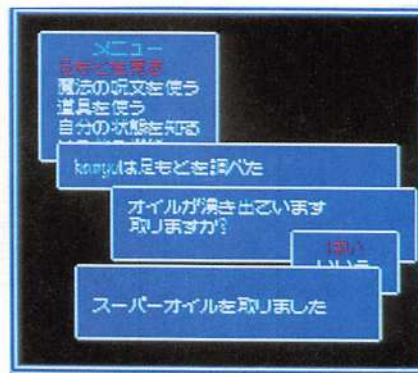 メニュー
足もとを見る
魔法の呪文を使う
道具を使う
自分の状態を知る
kongulは足もとを調べた
オイルが湧き出ています
取りますか?
はい
いいえ
スーパーオイルを取りました